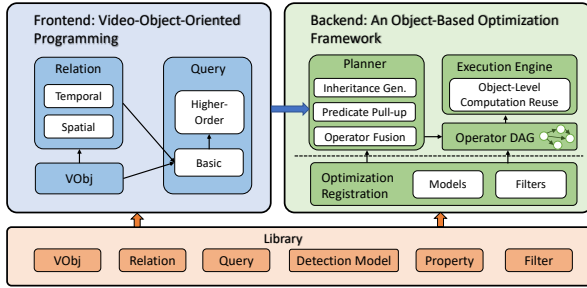 Frontend: Video-Object-Oriented
Programming
Relation
Temporal
Spatial
VObj
Query
Higher-
Order
Basic
Backend: An Object-Based Optimization
Framework
Planner
Inheritance Gen.
Predicate Pull-up
Operator Fusion
Execution Engine
Object-Level
Computation Reuse
Operator DAG
Optimization
Registration
Models
Filters
Library
VObj
Relation
Query
Detection Model
Property
Filter